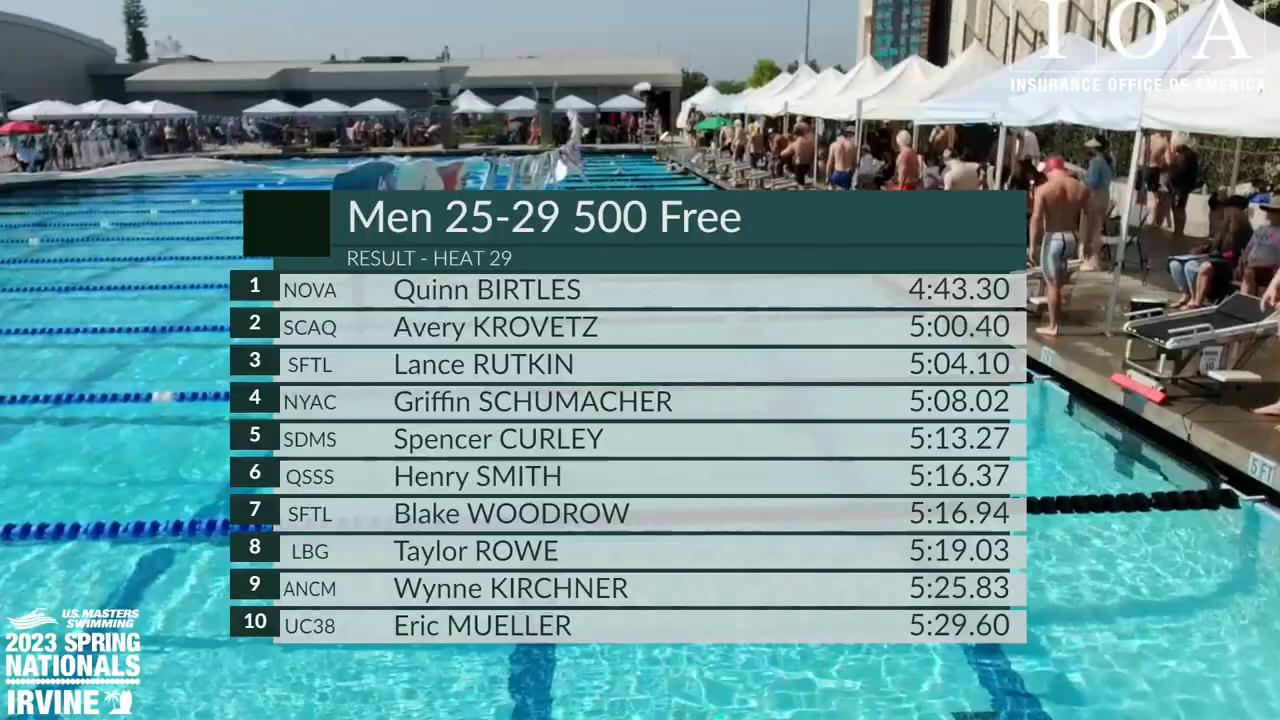 IOA
INSURANCE OFFICE OF AMERICA
Men 25-29 500 Free
RESULT - HEAT 29
1 NOVA Quinn BIRTLES 4:43.30
2 SCAQ Avery KROVETZ 5:00.40
3 SFTL Lance RUTKIN 5:04.10
4 NYAC Griffin SCHUMACHER 5:08.02
5 SDMS Spencer CURLEY 5:13.27
6 QSSS Henry SMITH 5:16.37
7 SFTL Blake WOODROW 5:16.94
8 LBG Taylor ROWE 5:19.03
9 ANCM Wynne KIRCHNER 5:25.83
10 UC38 Eric MUELLER 5:29.60
5 FT
U.S. MASTERS
SWIMMING
2023 SPRING
NATIONALS
IRVINE